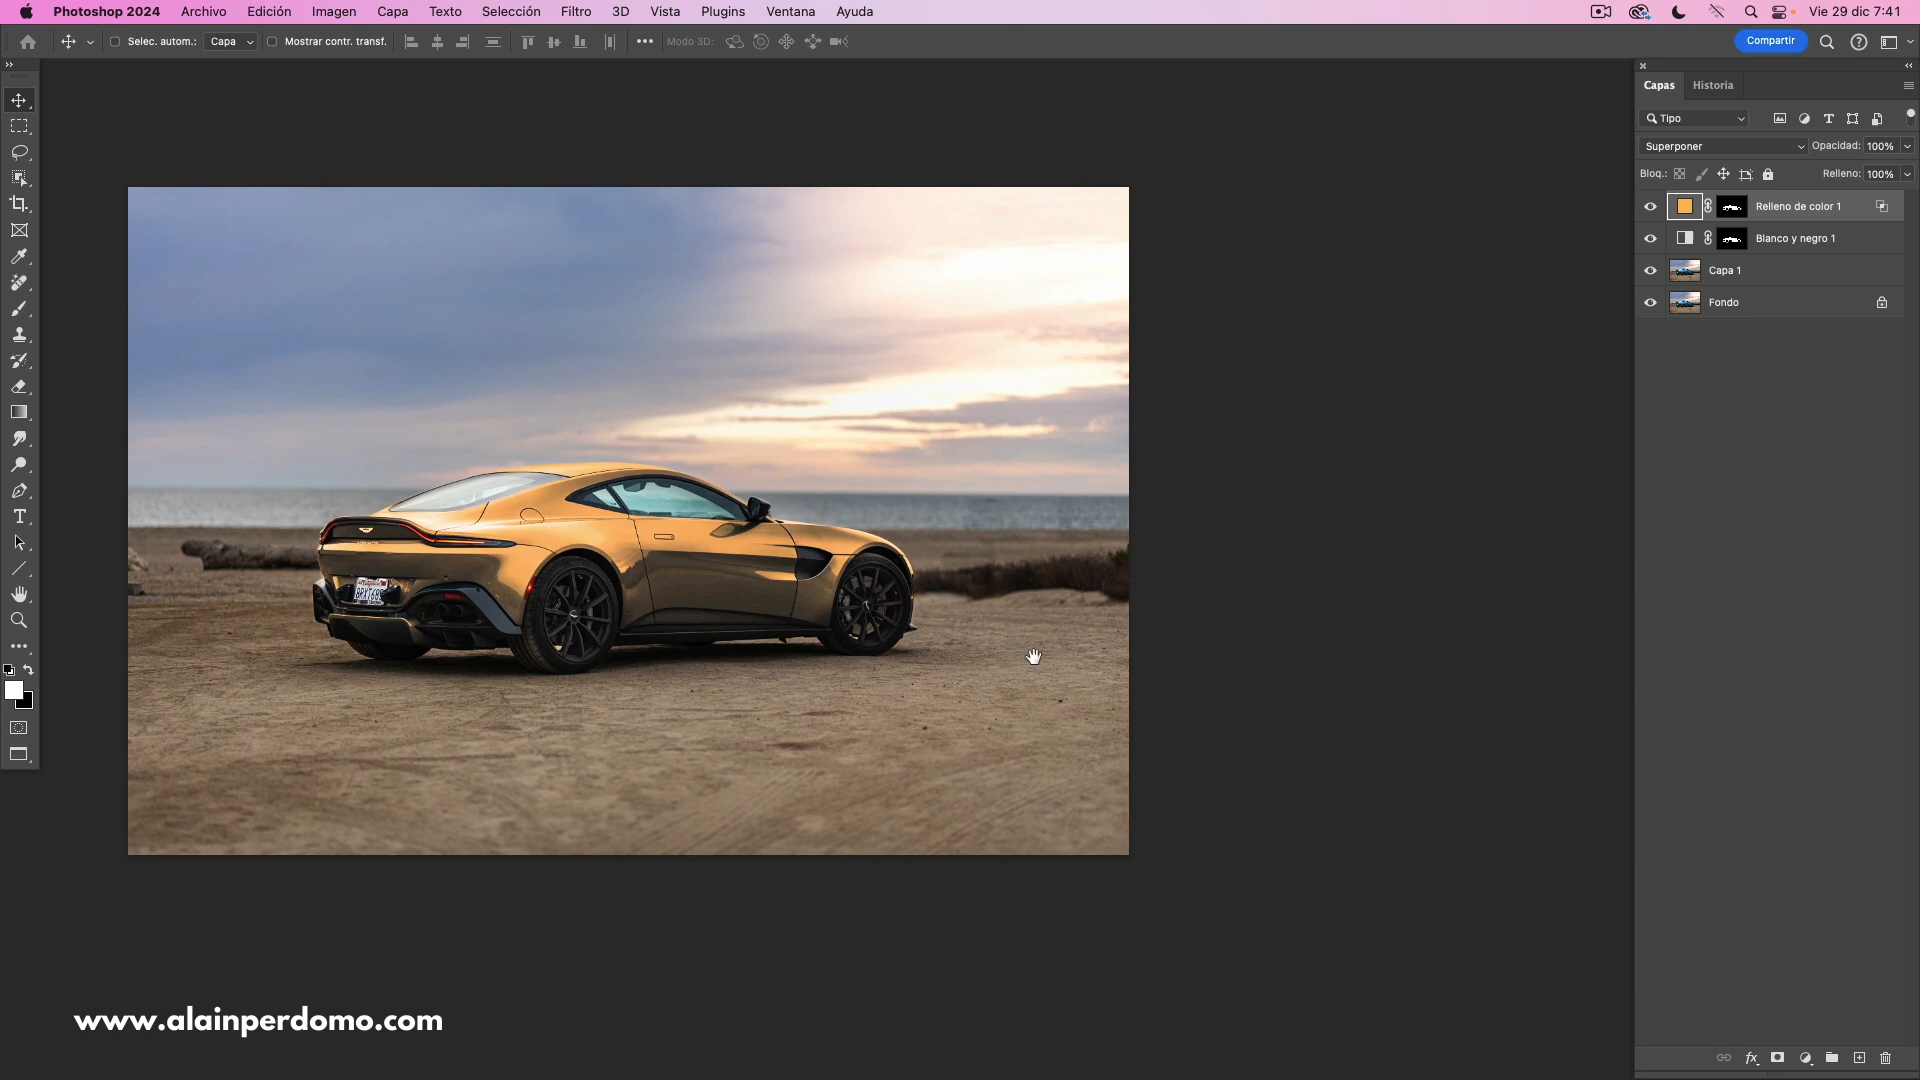 Photoshop 2024 Archivo Edición Imagen Capa Texto Selección Filtro 3D Vista Plugins Ventana Ayuda Vie 29 dic 7:41
Selec. autom.: Capa Mostrar contr. transf. Modo 3D: Compartir
Capas Historia
Tipo
Superponer Opacidad: 100%
Bloq.: Relleno: 100%
Relleno de color 1
Blanco y negro 1
Capa 1
Fondo
www.alainperdomo.com